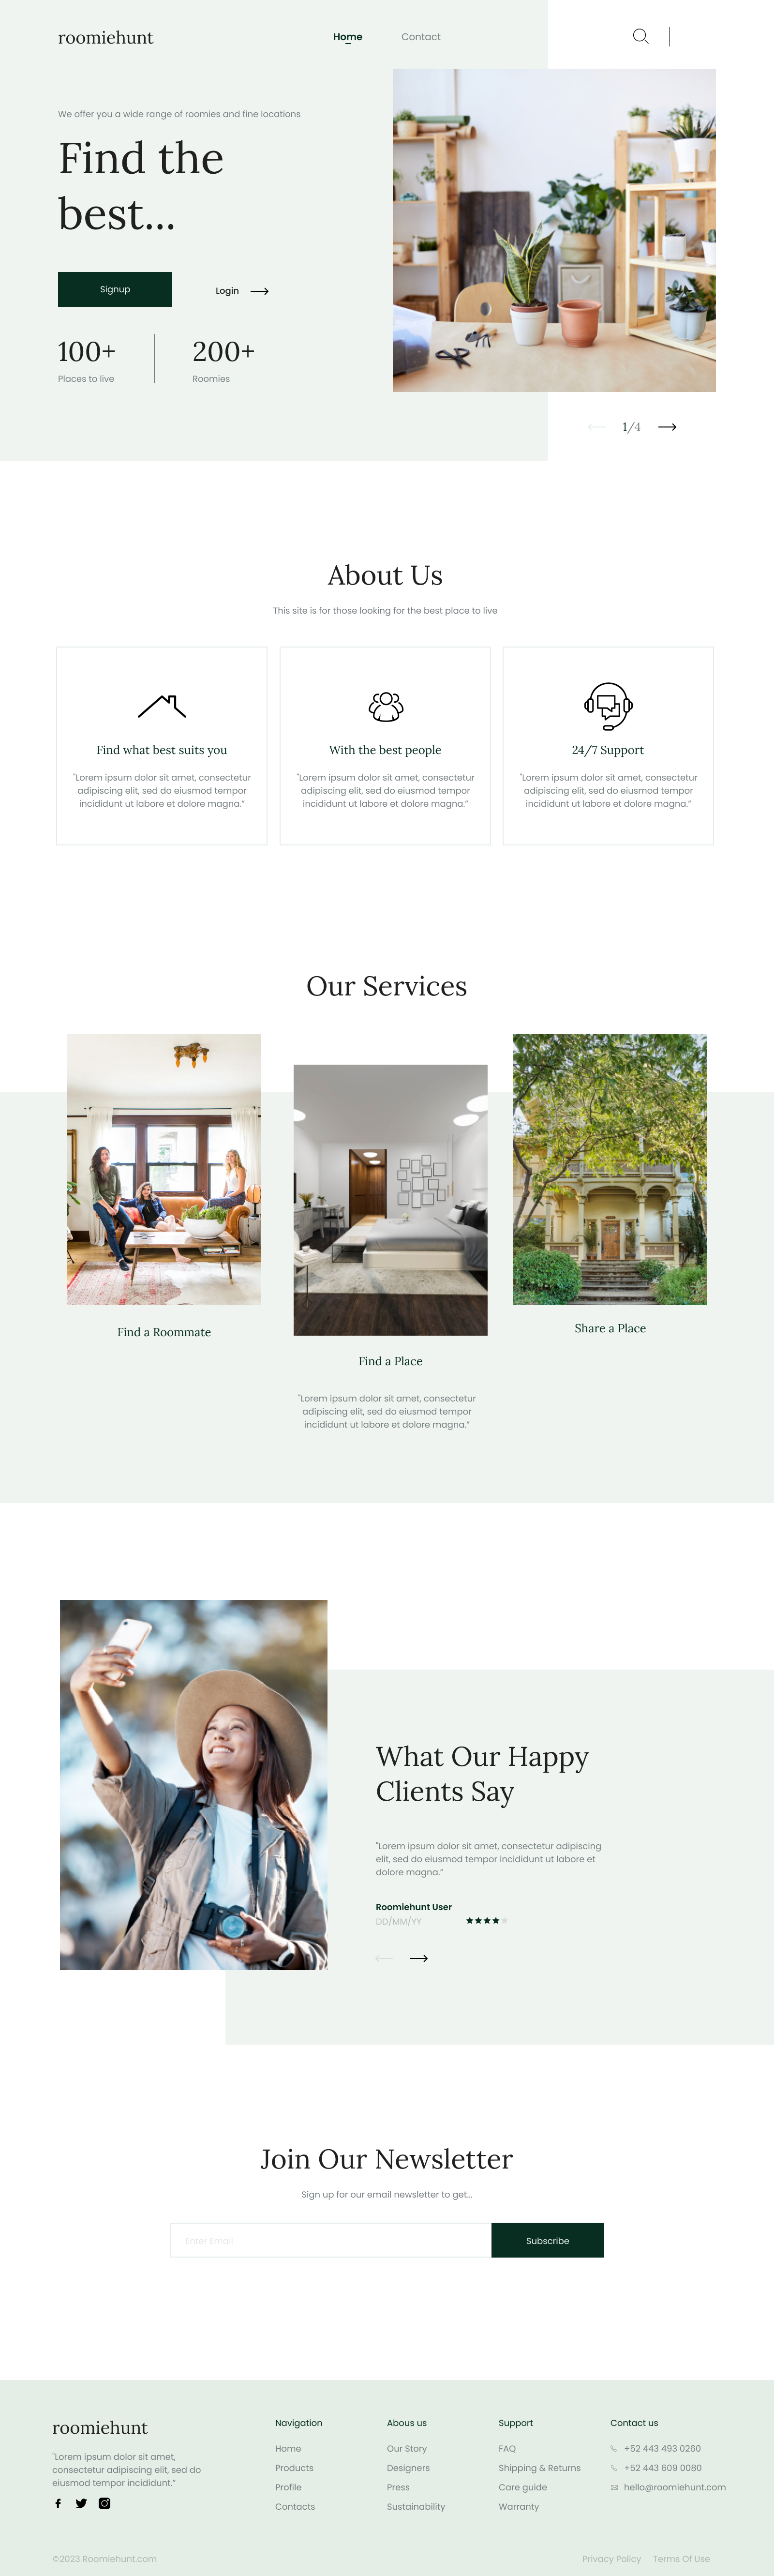 roomiehunt
Home
Contact
We offer you a wide range of roomies and fine locations
Find the
best...
Signup
Login
100+
Places to live
200+
Roomies
1/4
About Us
This site is for those looking for the best place to live
Find what best suits you
"Lorem ipsum dolor sit amet, consectetur
adipiscing elit, sed do eiusmod tempor
incididunt ut labore et dolore magna.”
With the best people
"Lorem ipsum dolor sit amet, consectetur
adipiscing elit, sed do eiusmod tempor
incididunt ut labore et dolore magna.”
24/7 Support
"Lorem ipsum dolor sit amet, consectetur
adipiscing elit, sed do eiusmod tempor
incididunt ut labore et dolore magna.”
Our Services
Find a Roommate
Find a Place
"Lorem ipsum dolor sit amet, consectetur
adipiscing elit, sed do eiusmod tempor
incididunt ut labore et dolore magna.”
Share a Place
What Our Happy
Clients Say
"Lorem ipsum dolor sit amet, consectetur adipiscing
elit, sed do eiusmod tempor incididunt ut labore et
dolore magna.”
Roomiehunt User
DD/MM/YY
Join Our Newsletter
Sign up for our email newsletter to get...
Enter Email
Subscribe
roomiehunt
"Lorem ipsum dolor sit amet,
consectetur adipiscing elit, sed do
eiusmod tempor incididunt.”
Navigation
Home
Products
Profile
Contacts
Abous us
Our Story
Designers
Press
Sustainability
Support
FAQ
Shipping & Returns
Care guide
Warranty
Contact us
+52 443 493 0260
+52 443 609 0080
hello@roomiehunt.com
©2023 Roomiehunt.com
Privacy Policy
Terms Of Use